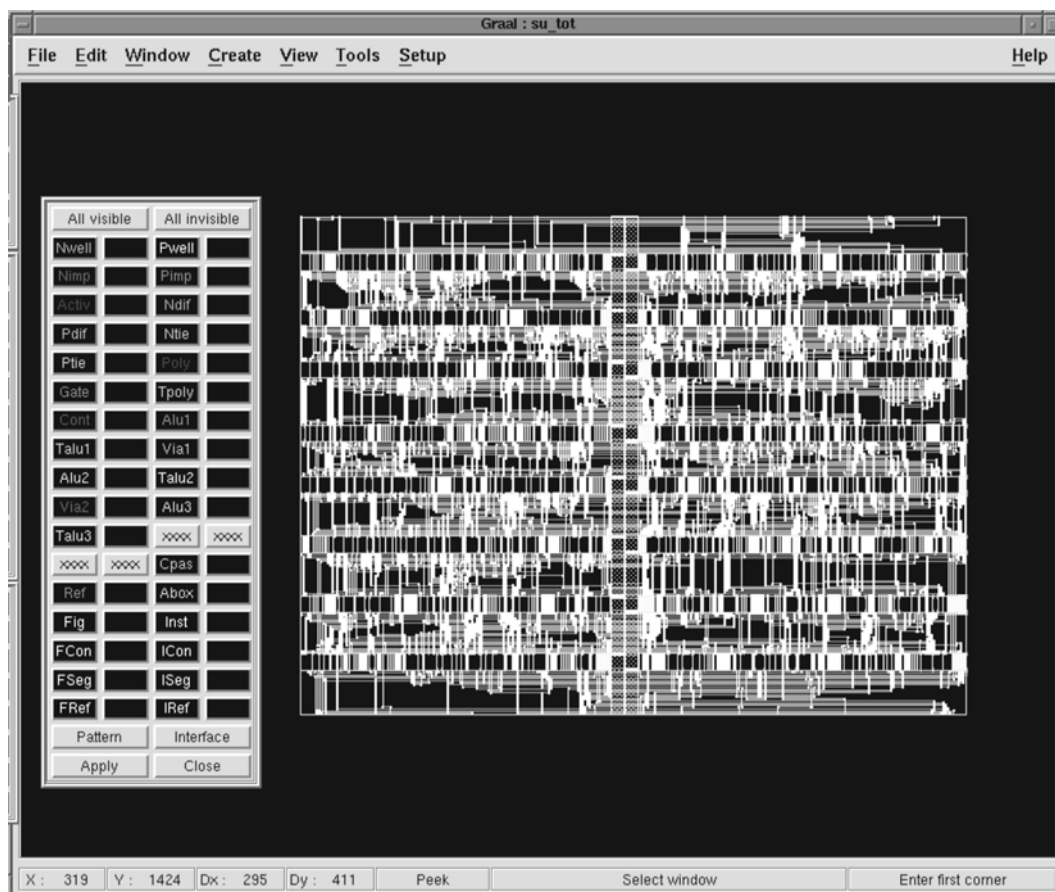 Graal : su_tot
File Edit Window Create View Tools Setup Help
All visible All invisible
Nwell Pwell
Nimp Pimp
Activ Ndif
Pdif Ntie
Ptie Poly
Gate Tpoly
Cont Alu1
Talu1 Via1
Alu2 Talu2
Via2 Alu3
Talu3 xxxx xxxx
xxxx xxxx Cpas
Ref Abox
Fig Inst
FCon ICon
FSeg ISeg
FRef IRef
Pattern Interface
Apply Close
X : 319 Y : 1424 Dx : 295 Dy : 411 Peek Select window Enter first corner